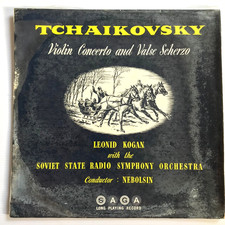 TCHAIKOVSKY
Violin Concerto and Valse Scherzo
LEONID KOGAN
with the
SOVIET STATE RADIO SYMPHONY ORCHESTRA
Conductor : NEBOLSIN
SAGA
LONG PLAYING RECORD